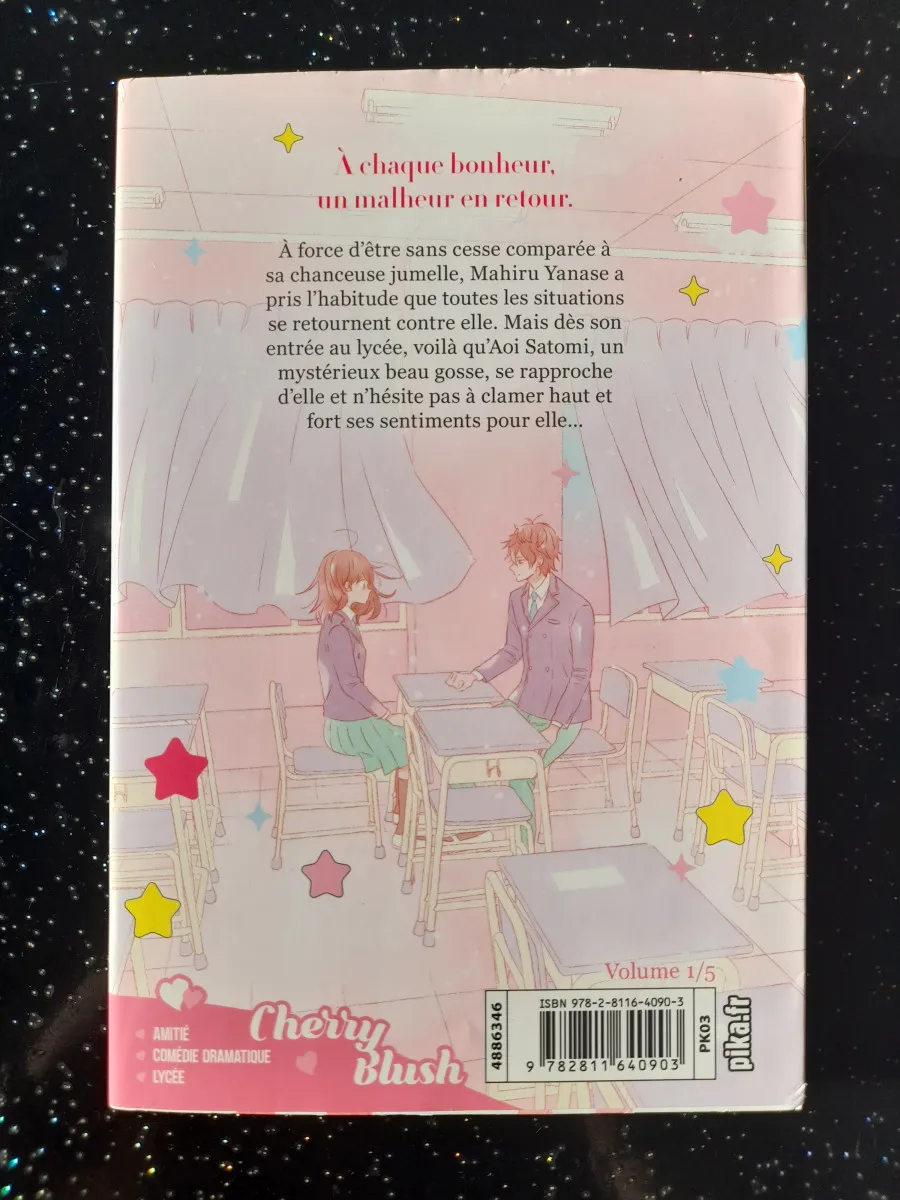 À chaque bonheur,
un malheur en retour.
À force d'être sans cesse comparée à
sa chanceuse jumelle, Mahiru Yanase a
pris l'habitude que toutes les situations
se retournent contre elle. Mais dès son
entrée au lycée, voilà qu'Aoi Satomi, un
mystérieux beau gosse, se rapproche
d'elle et n'hésite pas à clamer haut et
fort ses sentiments pour elle...
Volume 1/5
AMITIÉ
COMÉDIE DRAMATIQUE
LYCÉE
Cherry
Blush
4886346
ISBN 978-2-8116-4090-3
9 782811 640903
PK03
pika.fr